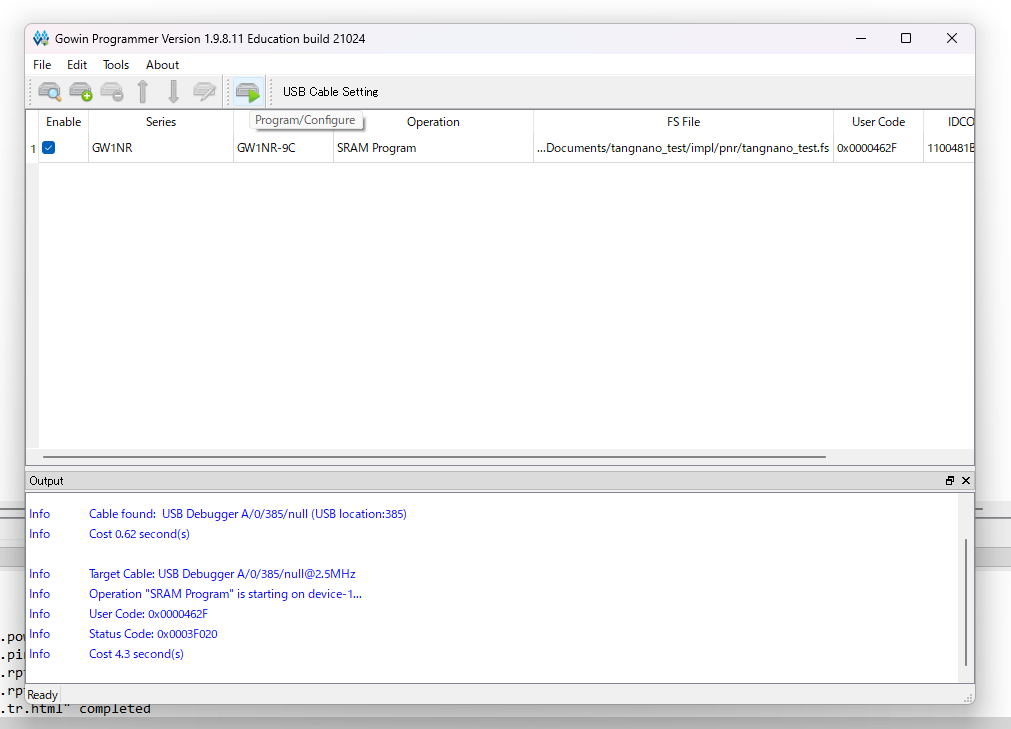 Gowin Programmer Version 1.9.8.11 Education build 21024
File Edit Tools About
USB Cable Setting
Program/Configure
Enable Series Operation FS File User Code IDCO
1 GW1NR GW1NR-9C SRAM Program ...Documents/tangnano_test/impl/pnr/tangnano_test.fs 0x0000462F 1100481B
Output
Info Cable found: USB Debugger A/0/385/null (USB location:385)
Info Cost 0.62 second(s)
Info Target Cable: USB Debugger A/0/385/null@2.5MHz
Info Operation "SRAM Program" is starting on device-1...
Info User Code: 0x0000462F
Info Status Code: 0x0003F020
Info Cost 4.3 second(s)
Ready
.pow
.pin
.rpt
.rpt
.tr.html" completed